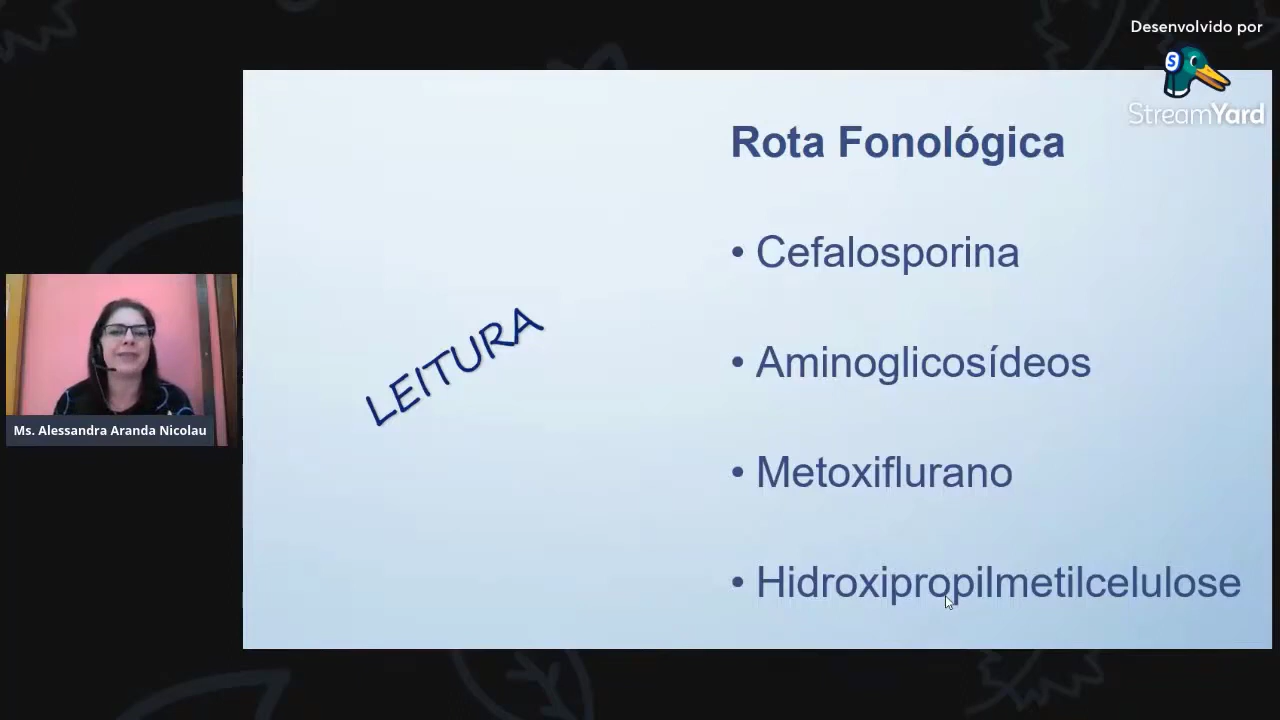 Desenvolvido por
StreamYard
Rota Fonológica
• Cefalosporina
LEITURA
• Aminoglicosídeos
Ms. Alessandra Aranda Nicolau
• Metoxiflurano
• Hidroxipropilmetilcelulose